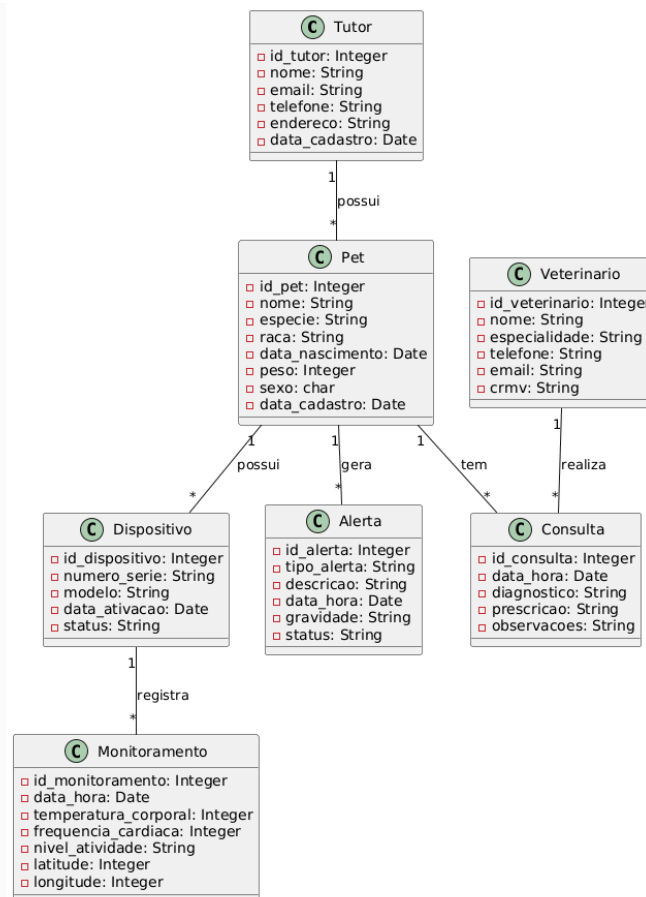 C Tutor
id_tutor: Integer
nome: String
email: String
telefone: String
endereco: String
data_cadastro: Date
1
possui
*
C Pet
id_pet: Integer
nome: String
especie: String
raca: String
data_nascimento: Date
peso: Integer
sexo: char
data_cadastro: Date
C Veterinario
id_veterinario: Intege
nome: String
especialidade: String
telefone: String
email: String
crmv: String
1
possui
*
1
gera
*
1
tem
*
1
realiza
*
C Dispositivo
id_dispositivo: Integer
numero_serie: String
modelo: String
data_ativacao: Date
status: String
C Alerta
id_alerta: Integer
tipo_alerta: String
descricao: String
data_hora: Date
gravidade: String
status: String
C Consulta
id_consulta: Integer
data_hora: Date
diagnostico: String
prescricao: String
observacoes: String
1
registra
*
C Monitoramento
id_monitoramento: Integer
data_hora: Date
temperatura_corporal: Integer
frequencia_cardiaca: Integer
nivel_atividade: String
latitude: Integer
longitude: Integer